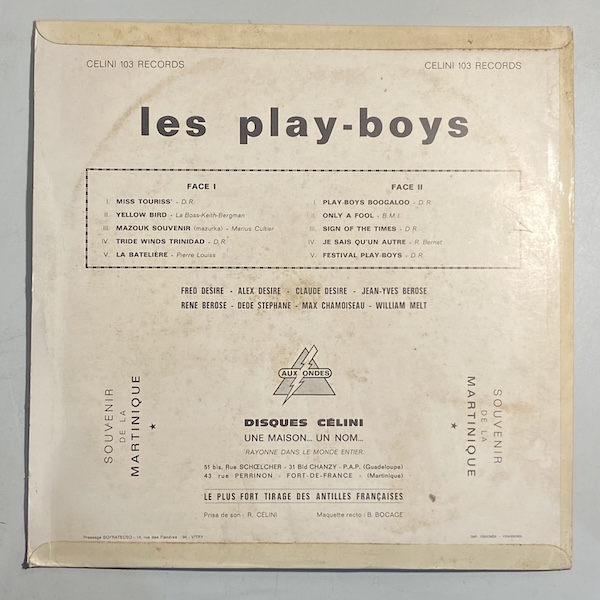 CELINI 103 RECORDS
CELINI 103 RECORDS
les play-boys
FACE I
I. MISS TOURISS' - D.R.
II. YELLOW BIRD - La Boss-Keith-Bergman
III. MAZOUK SOUVENIR (mazurka) - Marius Cultier
IV. TRIDE WINDS TRINIDAD - D.R.
V. LA BATELIÈRE - Pierre Louiss
FACE II
I. PLAY-BOYS BOOGALOO - D.R.
II. ONLY A FOOL - B.M.I.
III. SIGN OF THE TIMES - D.R.
IV. JE SAIS QU'UN AUTRE - R. Bernet
V. FESTIVAL PLAY-BOYS - D.R.
FRED DESIRE - ALEX DESIRE - CLAUDE DESIRE - JEAN-YVES BEROSE
RENE BEROSE - DEDE STEPHANE - MAX CHAMOISEAU - WILLIAM MELT
AUX ONDES
SOUVENIR
DE LA
MARTINIQUE
SOUVENIR
DE LA
MARTINIQUE
DISQUES CÉLINI
UNE MAISON... UN NOM...
RAYONNE DANS LE MONDE ENTIER.
51 bis, Rue SCHŒLCHER - 31 Bld CHANZY - P.A.P. (Guadeloupe)
43 rue PERRINON - FORT-DE-FRANCE - (Martinique)
LE PLUS FORT TIRAGE DES ANTILLES FRANÇAISES
Prise de son : R. CÉLINI
Maquette recto : B. BOCAGE